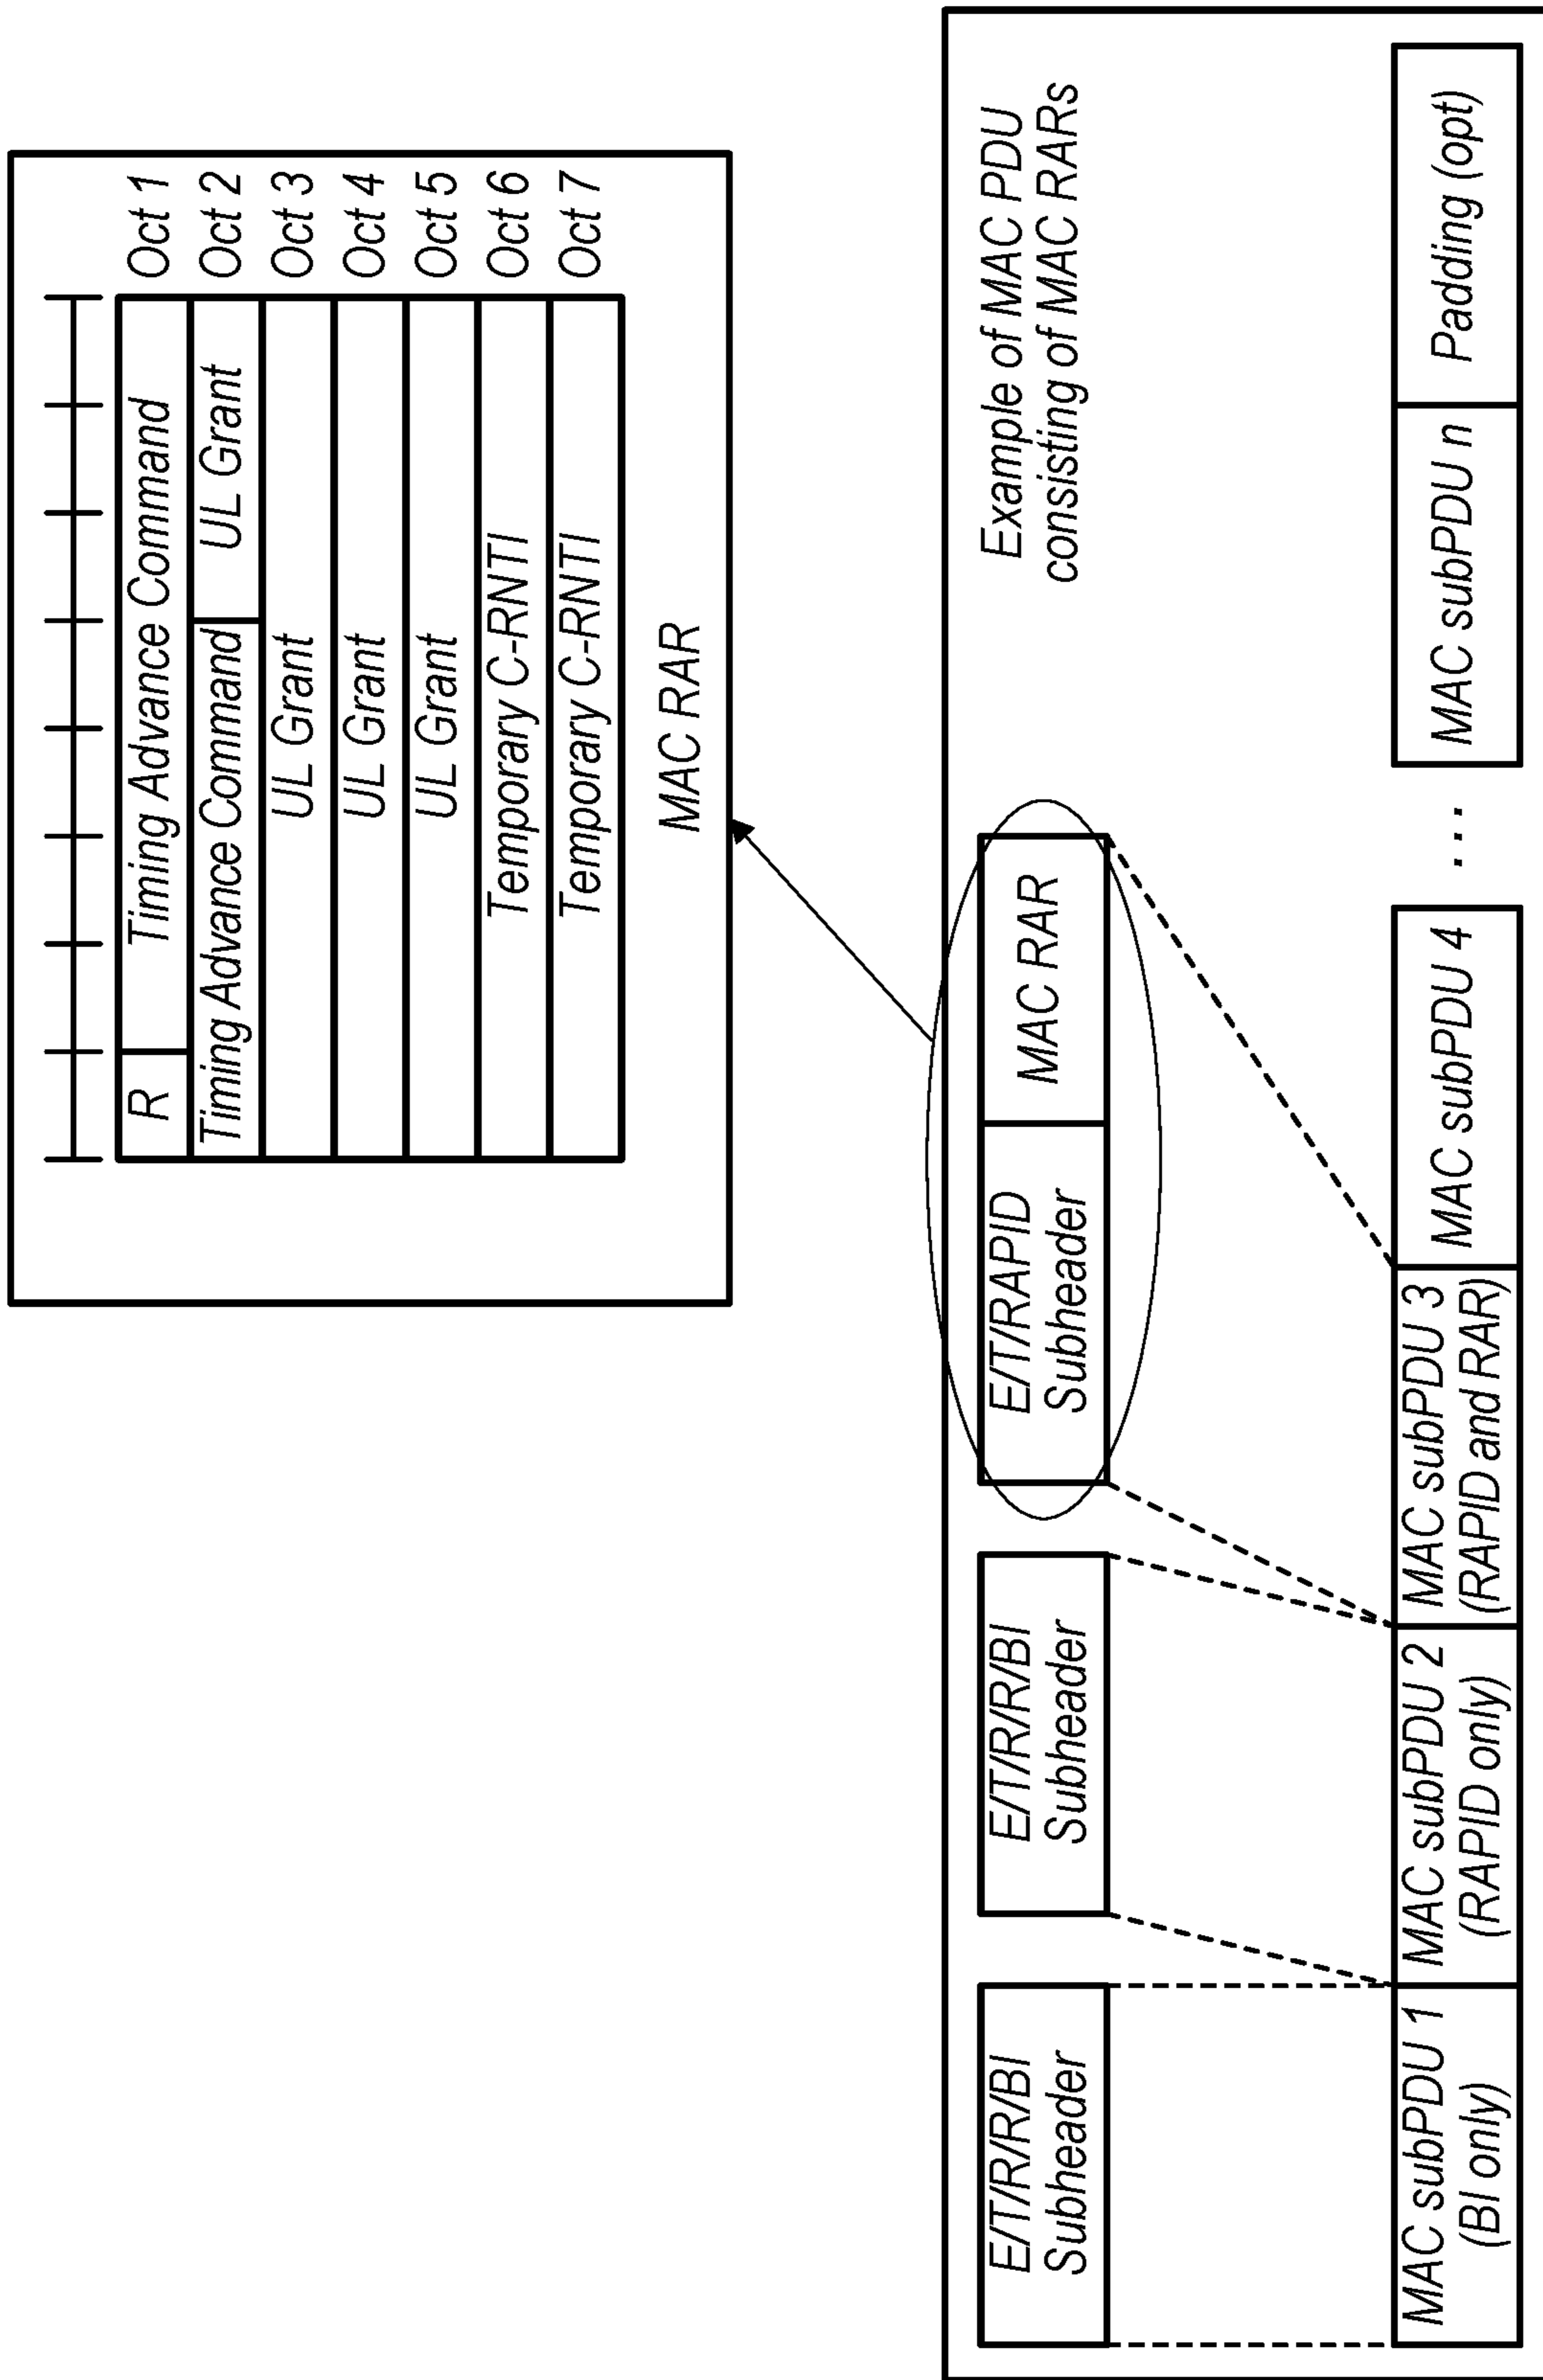 R
Timing Advance Command
Oct 1
Timing Advance Command
UL Grant
Oct 2
UL Grant
Oct 3
UL Grant
Oct 4
UL Grant
Oct 5
Temporary C-RNTI
Oct 6
Temporary C-RNTI
Oct 7
MAC RAR
Example of MAC PDU
consisting of MAC RARs
E/T/R/R/BI
Subheader
E/T/R/R/BI
Subheader
E/T/RAPID
Subheader
MAC RAR
MAC subPDU 1
(BI only)
MAC subPDU 2
(RAPID only)
MAC subPDU 3
(RAPID and RAR)
MAC subPDU 4
...
MAC subPDU n
Padding (opt)